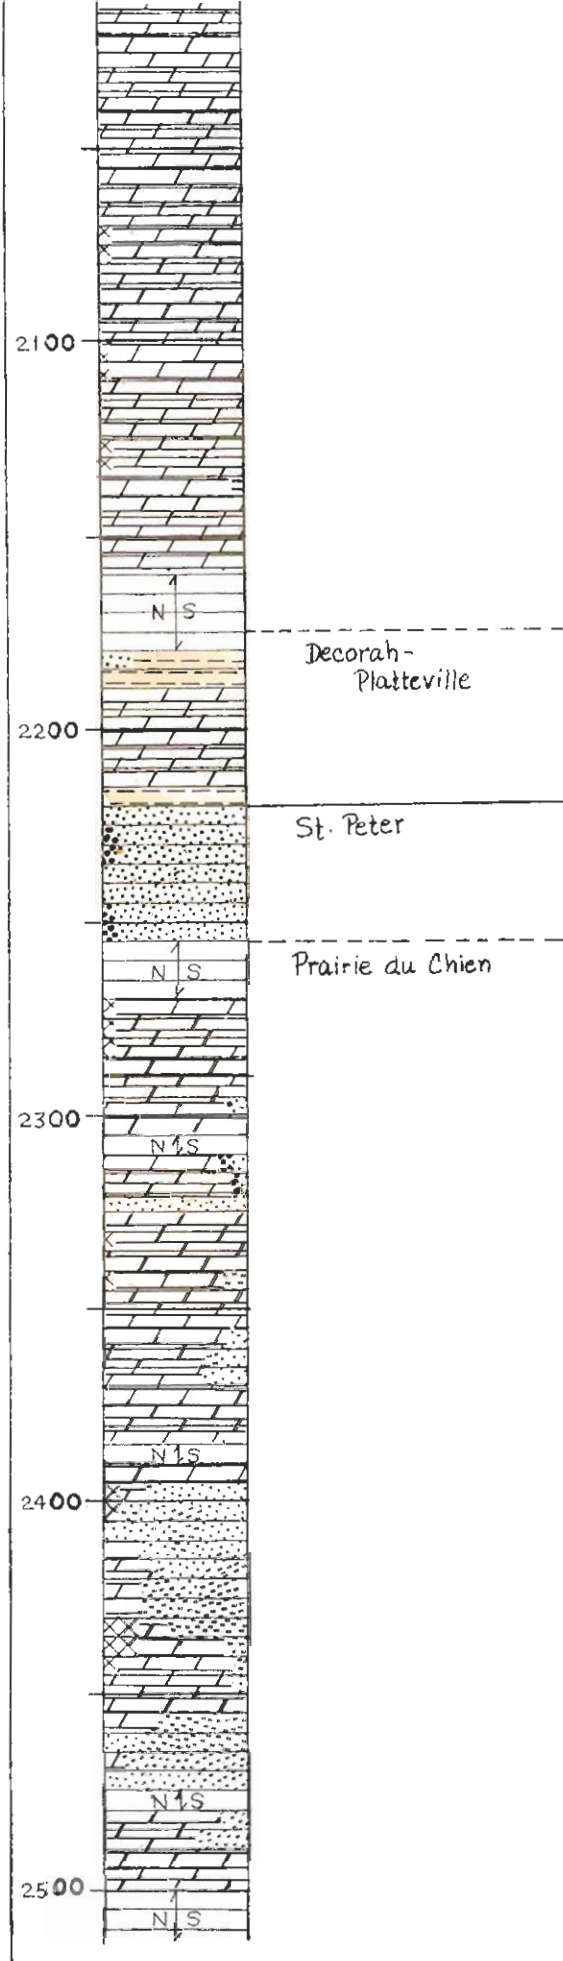 2100
N S
Decorah-
Platteville
2200
St. Peter
N S
Prairie du Chien
2300
N S
N S
2400
N S
2500
N S